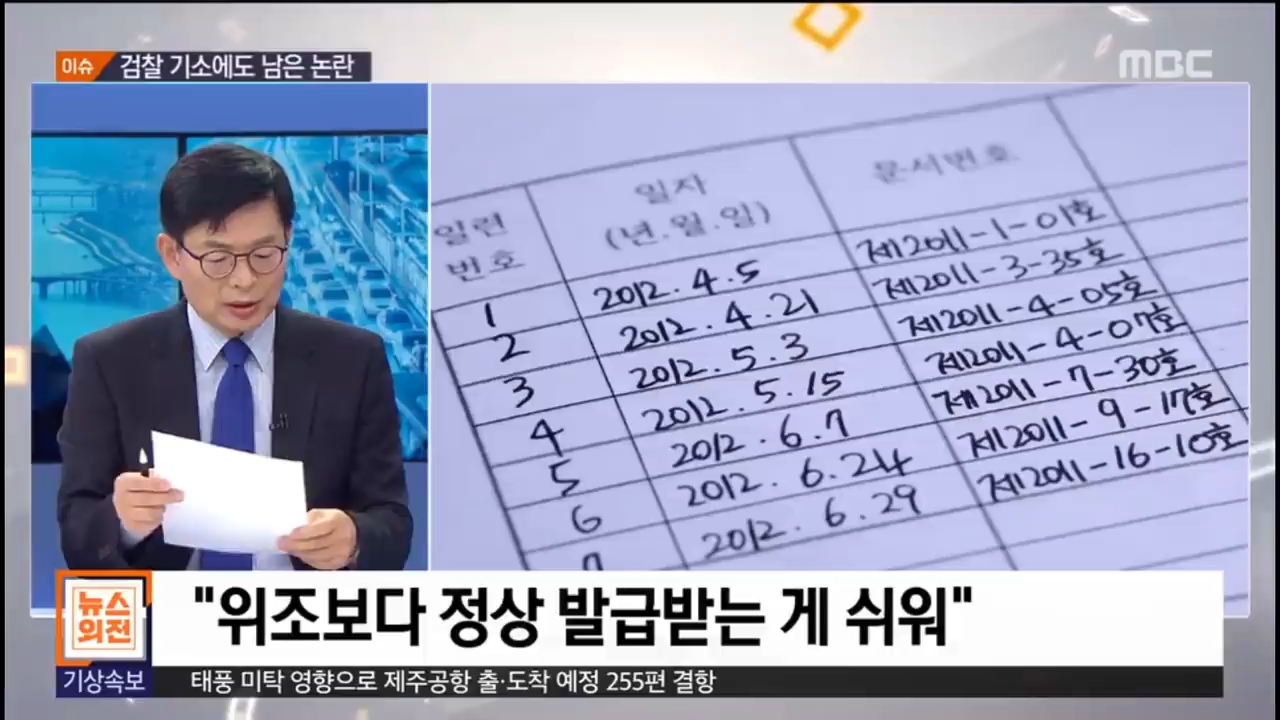 이슈 검찰 기소에도 남은 논란
MBC
일련 번호 일자 (년.월.일) 문서번호
1 2012.4.5 제2011-1-01호
2 2012.4.21 제2011-3-35호
3 2012.5.3 제2011-4-05호
4 2012.5.15 제2011-4-07호
5 2012.6.7 제2011-7-30호
6 2012.6.24 제2011-9-17호
7 2012.6.29 제2011-16-10호
"위조보다 정상 발급받는 게 쉬워"
뉴스
외전
기상속보 태풍 미탁 영향으로 제주공항 출·도착 예정 255편 결항